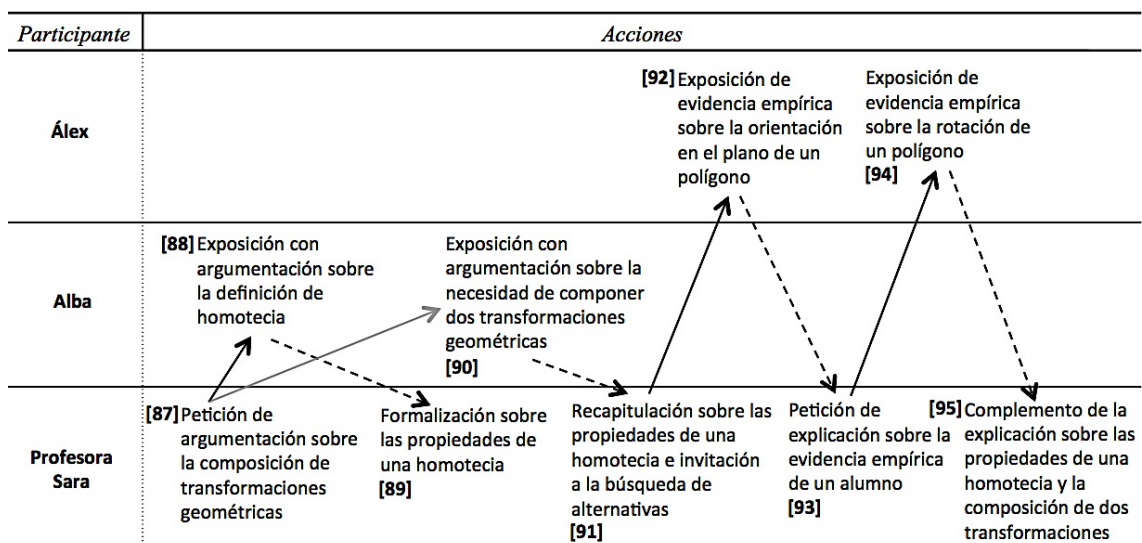 Participante
Acciones
Álex
[92] Exposición de
evidencia empírica
sobre la orientación
en el plano de un
polígono
Exposición de
evidencia empírica
sobre la rotación de
un polígono
[94]
Alba
[88] Exposición con
argumentación sobre
la definición de
homotecia
Exposición con
argumentación sobre la
necesidad de componer
dos transformaciones
geométricas
[90]
Profesora
Sara
[87] Petición de
argumentación sobre
la composición de
transformaciones
geométricas
Formalización sobre
las propiedades de
una homotecia
[89]
Recapitulación sobre las
propiedades de una
homotecia e invitación
a la búsqueda de
alternativas
[91]
Petición de
explicación sobre la
evidencia empírica
de un alumno
[93]
[95] Complemento de la
explicación sobre las
propiedades de una
homotecia y la
composición de dos
transformaciones